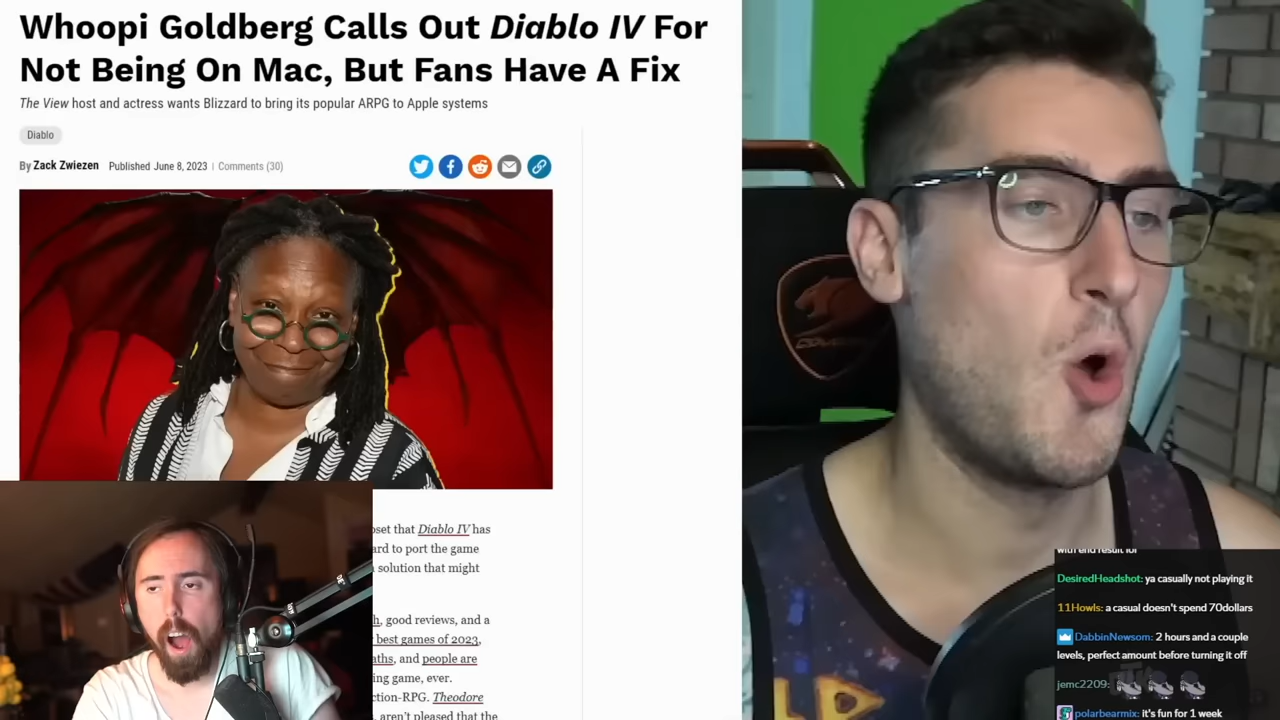 Whoopi Goldberg Calls Out Diablo IV For
Not Being On Mac, But Fans Have A Fix
The View host and actress wants Blizzard to bring its popular ARPG to Apple systems
Diablo
By Zack Zwiezen Published June 8, 2023 | Comments (30)
oset that Diablo IV has
ard to port the game
solution that might
h, good reviews, and a
best games of 2023,
aths, and people are
ing game, ever.
ction-RPG. Theodore
aren't pleased that the
with end result for
DesiredHeadshot: ya casually not playing it
11Howls: a casual doesn't spend 70dollars
DabbinNewsom: 2 hours and a couple
levels, perfect amount before turning it off
jemc2209:
polarbearmix: it's fun for 1 week